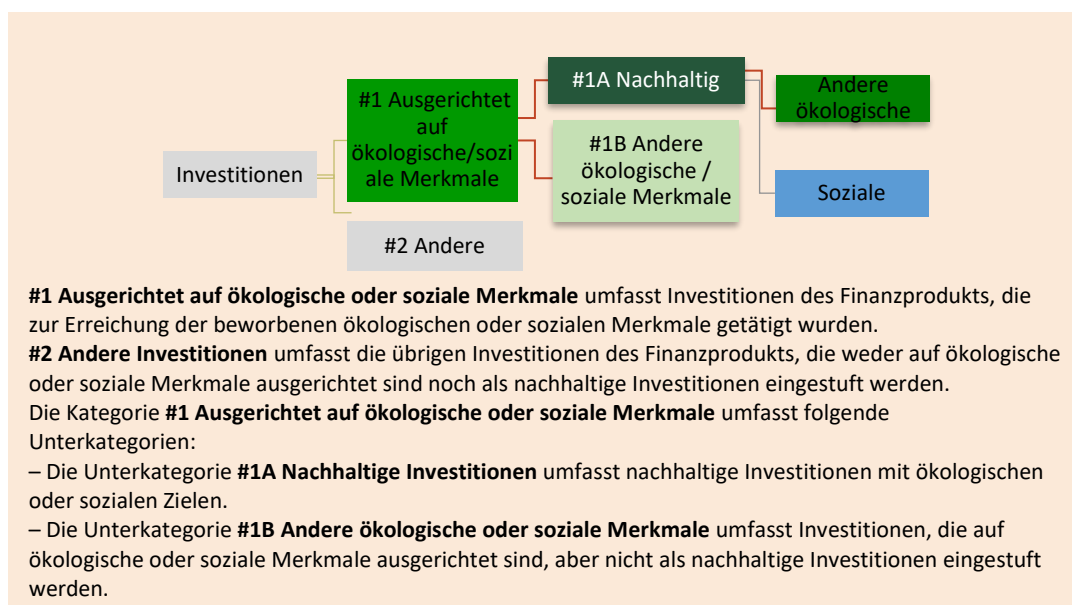 Investitionen
#1 Ausgerichtet
auf
ökologische/sozi
ale Merkmale
#2 Andere
#1A Nachhaltig
#1B Andere
ökologische /
soziale Merkmale
Andere
ökologische
Soziale
#1 Ausgerichtet auf ökologische oder soziale Merkmale umfasst Investitionen des Finanzprodukts, die
zur Erreichung der beworbenen ökologischen oder sozialen Merkmale getätigt wurden.
#2 Andere Investitionen umfasst die übrigen Investitionen des Finanzprodukts, die weder auf ökologische
oder soziale Merkmale ausgerichtet sind noch als nachhaltige Investitionen eingestuft werden.
Die Kategorie #1 Ausgerichtet auf ökologische oder soziale Merkmale umfasst folgende
Unterkategorien:
– Die Unterkategorie #1A Nachhaltige Investitionen umfasst nachhaltige Investitionen mit ökologischen
oder sozialen Zielen.
– Die Unterkategorie #1B Andere ökologische oder soziale Merkmale umfasst Investitionen, die auf
ökologische oder soziale Merkmale ausgerichtet sind, aber nicht als nachhaltige Investitionen eingestuft
werden.